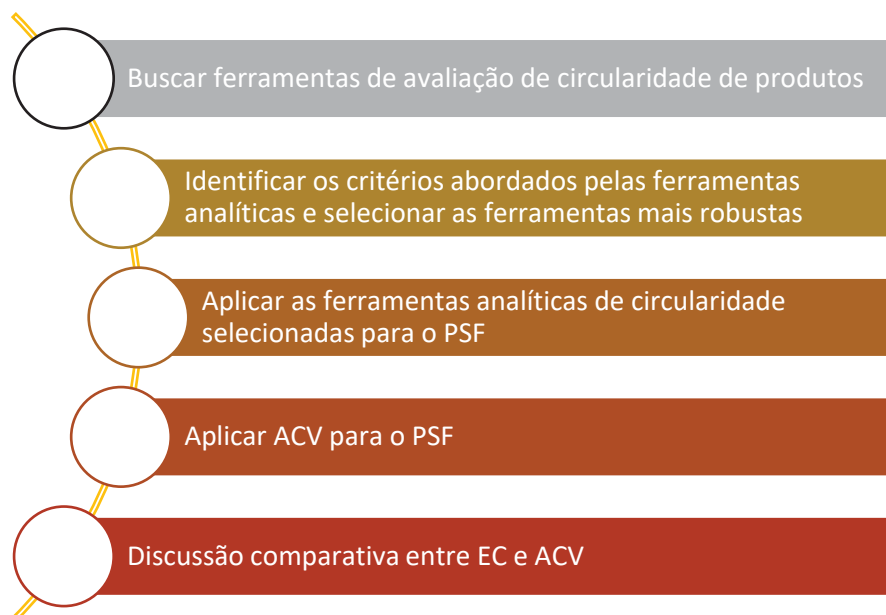 Buscar ferramentas de avaliação de circularidade de produtos
Identificar os critérios abordados pelas ferramentas
analíticas e selecionar as ferramentas mais robustas
Aplicar as ferramentas analíticas de circularidade
selecionadas para o PSF
Aplicar ACV para o PSF
Discussão comparativa entre EC e ACV